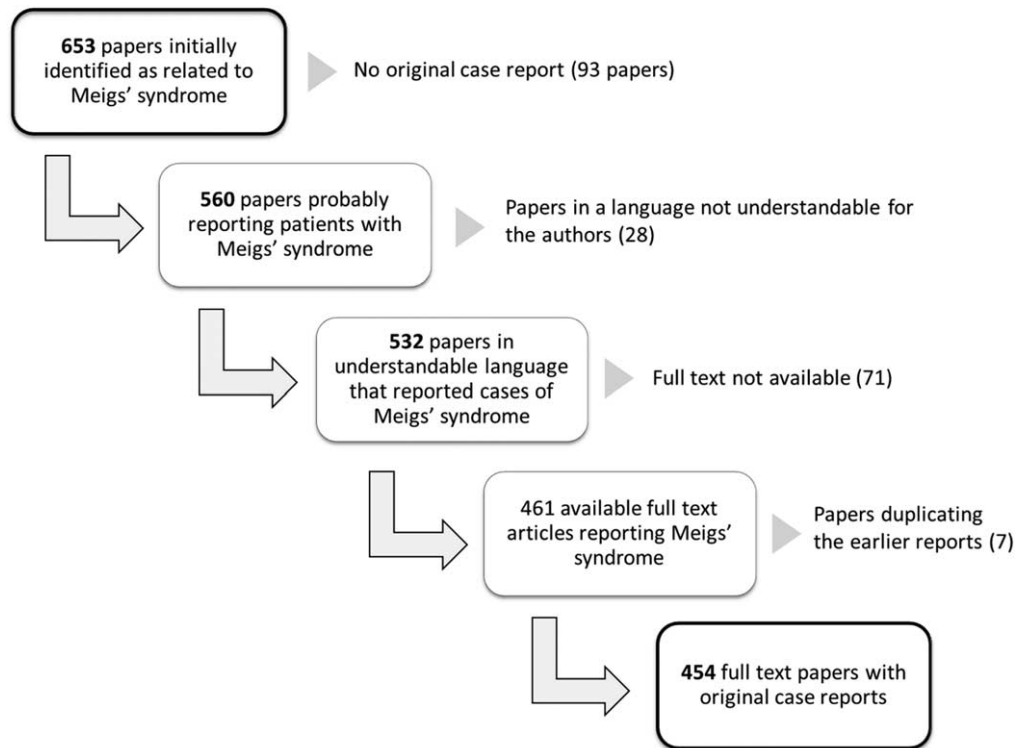 653 papers initially
identified as related to
Meigs’ syndrome
No original case report (93 papers)
560 papers probably
reporting patients with
Meigs’ syndrome
Papers in a language not understandable for
the authors (28)
532 papers in
understandable language
that reported cases of
Meigs’ syndrome
Full text not available (71)
461 available full text
articles reporting Meigs’
syndrome
Papers duplicating
the earlier reports (7)
454 full text papers with
original case reports